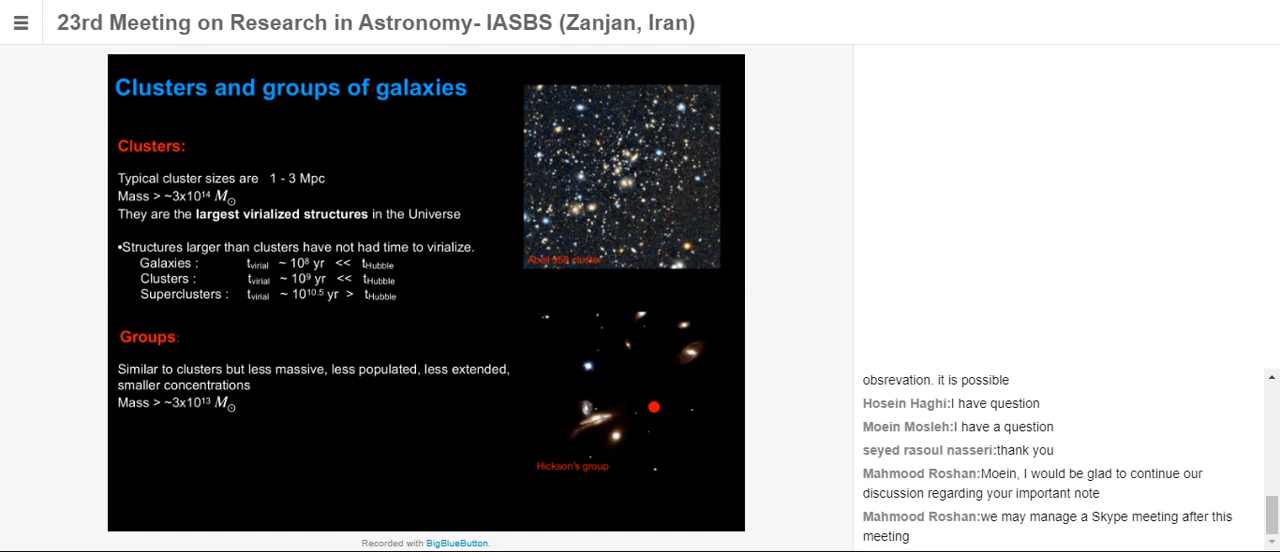 ☰ 23rd Meeting on Research in Astronomy- IASBS (Zanjan, Iran)
Clusters and groups of galaxies
Clusters:
Typical cluster sizes are 1 - 3 Mpc
Mass > ~3x10¹⁴ M⊙
They are the largest virialized structures in the Universe
•Structures larger than clusters have not had time to virialize.
Galaxies : tvirial ~ 10⁸ yr << tHubble
Clusters : tvirial ~ 10⁹ yr << tHubble
Superclusters : tvirial ~ 10¹⁰·⁵ yr > tHubble
Groups:
Similar to clusters but less massive, less populated, less extended,
smaller concentrations
Mass > ~3x10¹³ M⊙
Abell cluster
Hickson's group
Recorded with BigBlueButton.
obsrevation. it is possible
Hosein Haghi:I have question
Moein Mosleh:I have a question
seyed rasoul nasseri:thank you
Mahmood Roshan:Moein, I would be glad to continue our
discussion regarding your important note
Mahmood Roshan:we may manage a Skype meeting after this
meeting